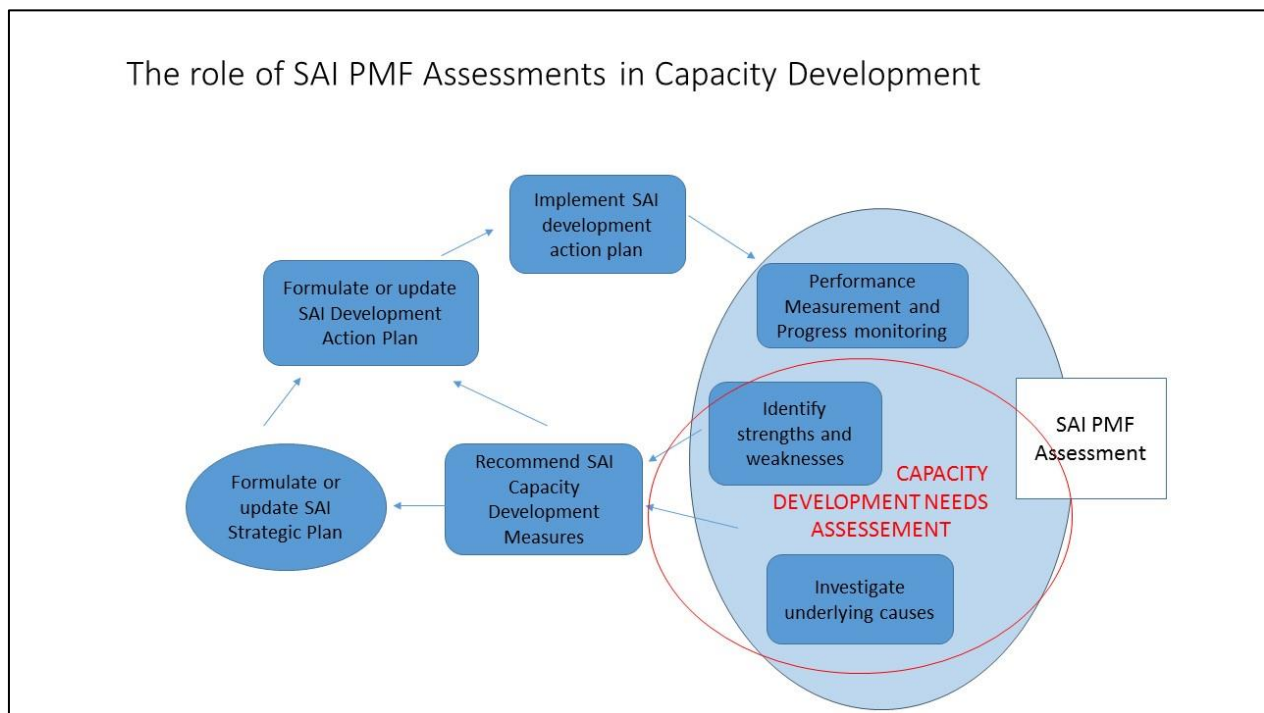 The role of SAI PMF Assessments in Capacity Development
Implement SAI
development
action plan
Formulate or update
SAI Development
Action Plan
Performance
Measurement and
Progress monitoring
Identify
strengths and
weaknesses
SAI PMF
Assessment
Recommend SAI
Capacity
Development
Measures
Formulate or
update SAI
Strategic Plan
CAPACITY
DEVELOPMENT NEEDS
ASSESSEMENT
Investigate
underlying causes